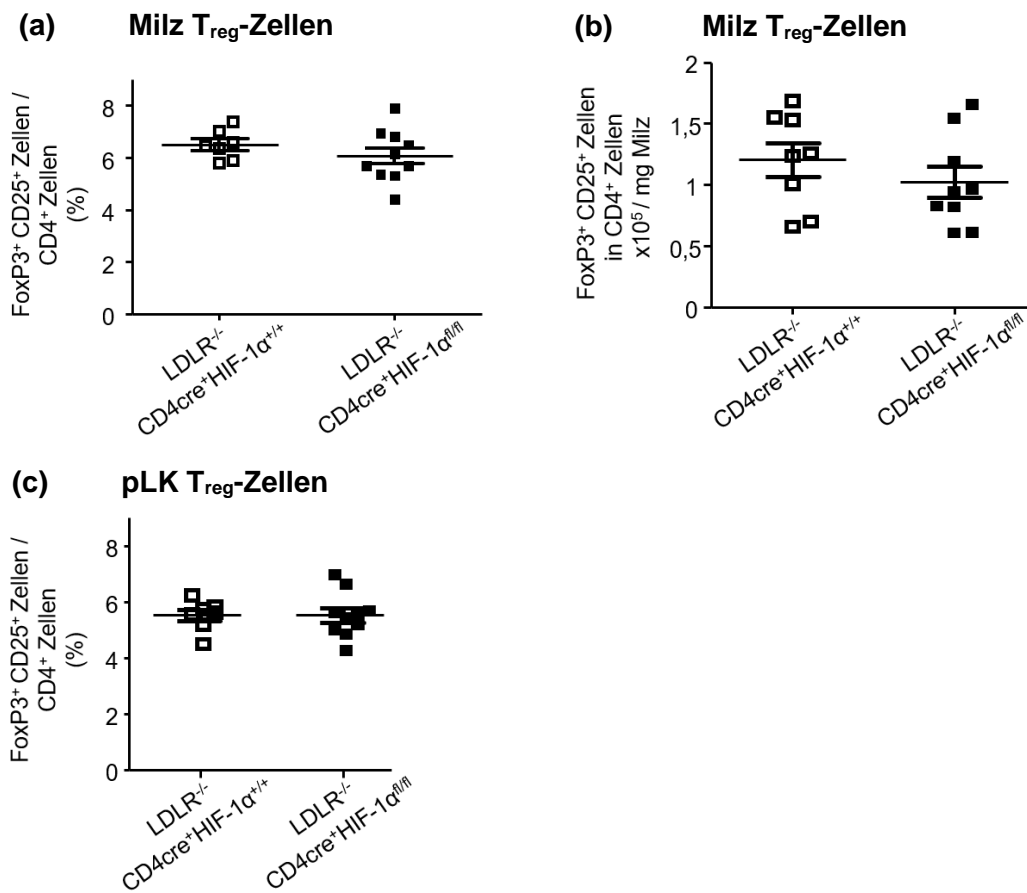 (a) Milz Treg-Zellen
FoxP3⁺ CD25⁺ Zellen /
CD4⁺ Zellen
(%)
8
6
4
2
0
LDLR⁻/⁻
CD4cre⁺HIF-1α⁺/⁺
LDLR⁻/⁻
CD4cre⁺HIF-1αfl/fl
(b) Milz Treg-Zellen
FoxP3⁺ CD25⁺ Zellen
in CD4⁺ Zellen
x10⁵ / mg Milz
2
1,5
1
0,5
0
LDLR⁻/⁻
CD4cre⁺HIF-1α⁺/⁺
LDLR⁻/⁻
CD4cre⁺HIF-1αfl/fl
(c) pLK Treg-Zellen
FoxP3⁺ CD25⁺ Zellen /
CD4⁺ Zellen
(%)
8
6
4
2
0
LDLR⁻/⁻
CD4cre⁺HIF-1α⁺/⁺
LDLR⁻/⁻
CD4cre⁺HIF-1αfl/fl